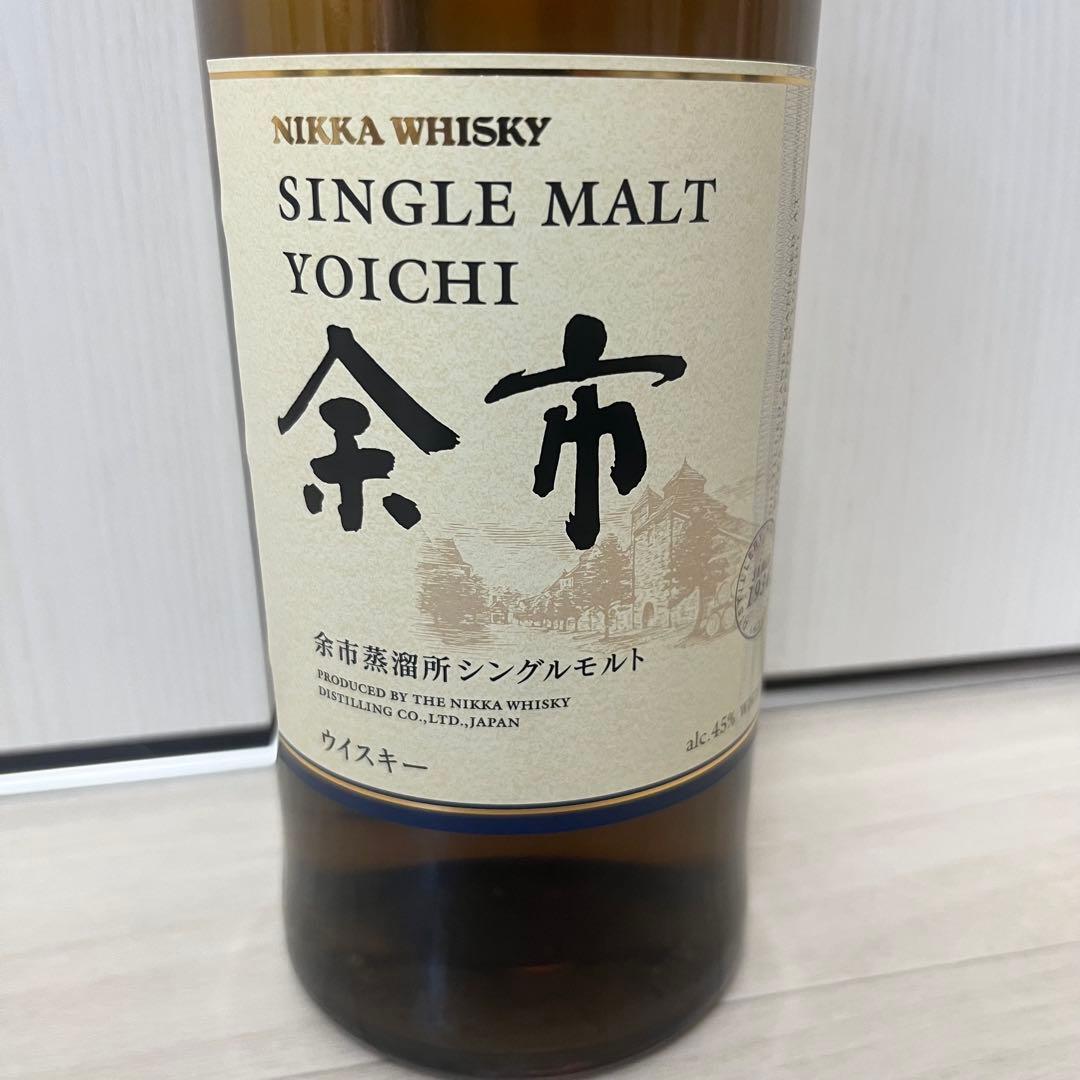 NIKKA WHISKY
SINGLE MALT
YOICHI
余市
余市蒸溜所シングルモルト
PRODUCED BY THE NIKKA WHISKY
DISTILLING CO.,LTD.,JAPAN
ウイスキー
alc.45%